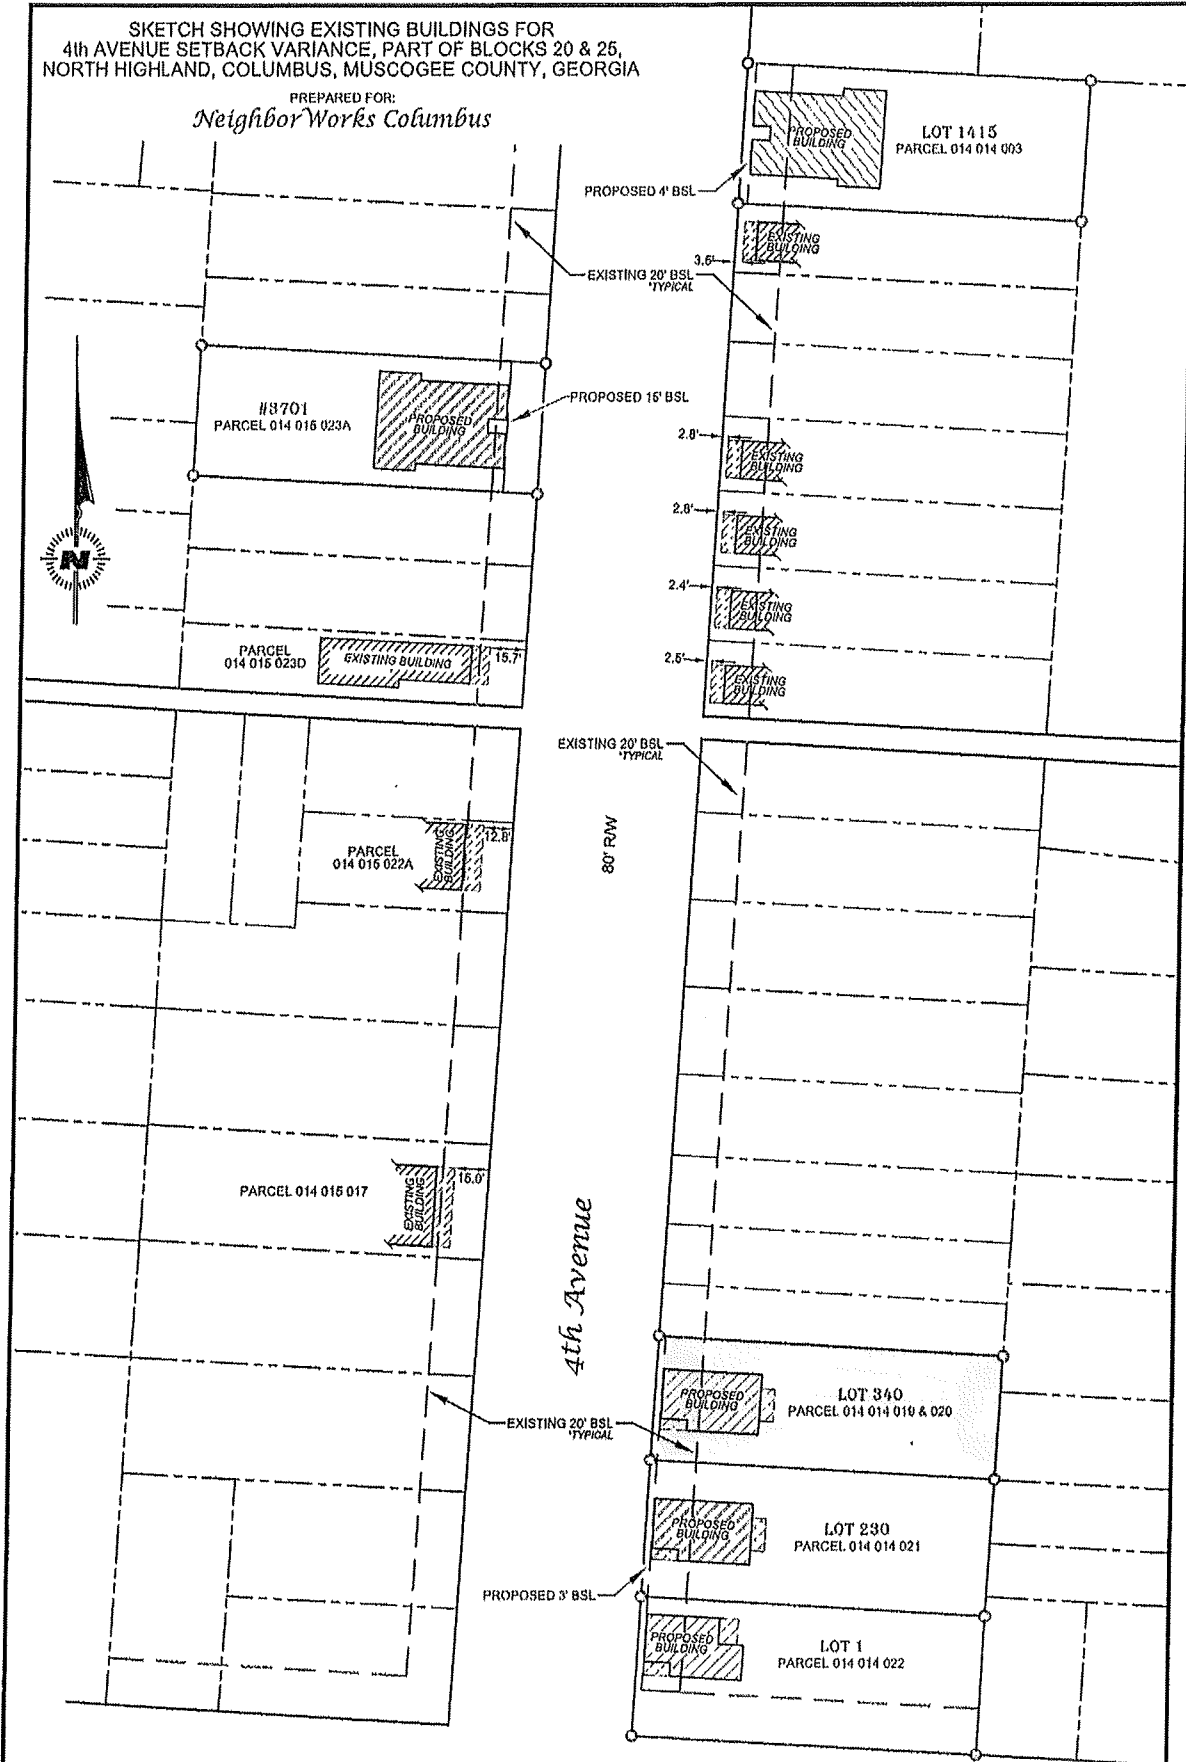 SKETCH SHOWING EXISTING BUILDINGS FOR
4th AVENUE SETBACK VARIANCE, PART OF BLOCKS 20 & 25,
NORTH HIGHLAND, COLUMBUS, MUSCOGEE COUNTY, GEORGIA
PREPARED FOR:
NeighborWorks Columbus
PROPOSED
BUILDING
LOT 1415
PARCEL 014 014 003
PROPOSED 4' BSL
EXISTING
BUILDING
3.6'
EXISTING 20' BSL
*TYPICAL
#3701
PARCEL 014 015 023A
PROPOSED
BUILDING
PROPOSED 15' BSL
2.8'
EXISTING
BUILDING
2.6'
EXISTING
BUILDING
N
2.4'
EXISTING
BUILDING
PARCEL
014 015 023D
EXISTING BUILDING
15.7'
2.5'
EXISTING
BUILDING
EXISTING 20' BSL
*TYPICAL
PARCEL
014 015 022A
EXISTING
BUILDING
12.8'
80' R/W
PARCEL 014 015 017
EXISTING
BUILDING
15.0'
4th Avenue
PROPOSED
BUILDING
LOT 340
PARCEL 014 014 019 & 020
EXISTING 20' BSL
*TYPICAL
PROPOSED
BUILDING
LOT 230
PARCEL 014 014 021
PROPOSED 3' BSL
PROPOSED
BUILDING
LOT 1
PARCEL 014 014 022